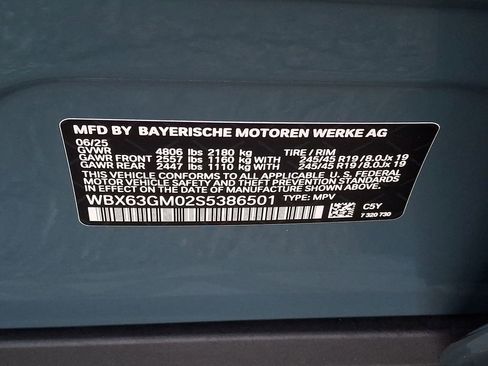 MFD BY BAYERISCHE MOTOREN WERKE AG
06/25
GVWR 4806 lbs 2180 kg TIRE / RIM
GAWR FRONT 2557 lbs 1160 kg WITH 245/45 R19 /8.0Jx 19
GAWR REAR 2447 lbs 1110 kg WITH 245/45 R19 /8.0Jx 19
THIS VEHICLE CONFORMS TO ALL APPLICABLE
FEDERAL MOTOR VEHICLE SAFETY STANDARDS IN
EFFECT ON THE DATE OF MANUFACTURE SHOWN ABOVE.
WBX63GM02S5386501 TYPE: MPV
C5Y
7 320 730